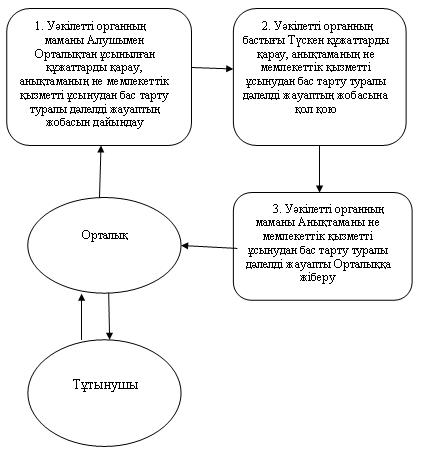 1. Уәкілетті органның
маманы Алушымен
Орталықтан ұсынылған
құжаттарды қарау,
анықтаманың не мемлекеттік
қызметті ұсынудан бас тарту
туралы дәлелді жауаптың
жобасын дайындау
2. Уәкілетті органның
бастығы Түскен құжаттарды
қарау, анықтаманың не
мемлекеттік қызметті
ұсынудан бас тарту туралы
дәлелді жауаптың жобасына
қол қою
3. Уәкілетті органның
маманы Анықтаманы не
мемлекеттік қызметті
ұсынудан бас тарту туралы
дәлелді жауапты Орталыққа
жіберу
Орталық
Тұтынушы